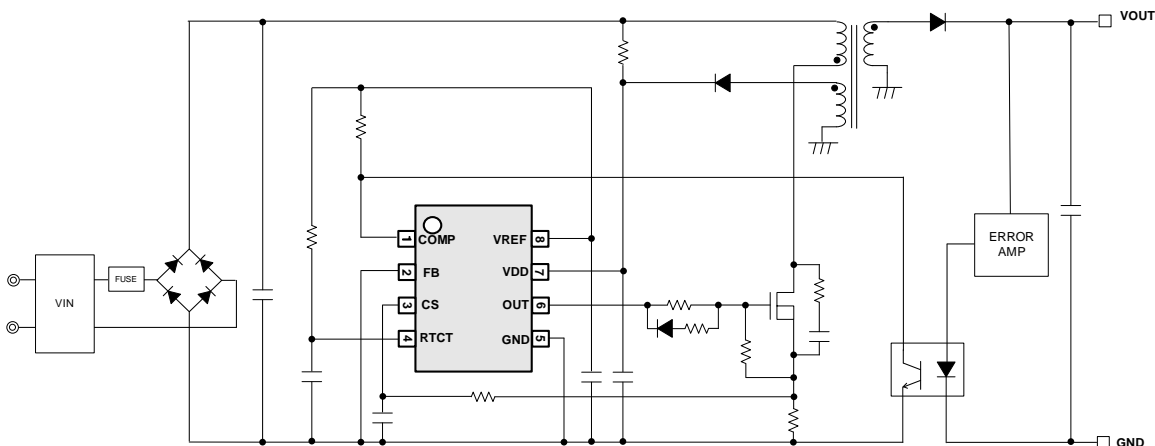 VOUT
VIN
FUSE
1 COMP
2 FB
3 CS
4 RTCT
VREF 8
VDD 7
OUT 6
GND 5
ERROR
AMP
GND